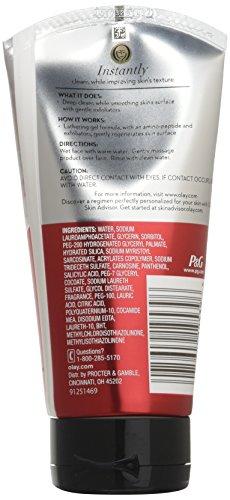 Instantly
cleans while improving skin's texture.
WHAT IT DOES:
Deep cleans while smoothing skin's surface
with gentle exfoliators.
HOW IT WORKS:
Lathering gel formula, with an amino-peptide and
exfoliators, gently regenerates skin's surface.
DIRECTIONS:
Wet face with warm water. Gently massage
product over face. Rinse with clean water.
CAUTION:
AVOID DIRECT CONTACT WITH EYES. IF CONTACT OCCURS,
WITH WATER.
For more information, visit www.olay.com.
Discover a regimen perfectly personalized for your skin with
Skin Advisor. Go to skinadvisor.olay.com.
INGREDIENTS: WATER, SODIUM
LAUROAMPHOACETATE, GLYCERIN, SORBITOL,
PEG-200 HYDROGENATED GLYCERYL PALMATE,
HYDRATED SILICA, SODIUM MYRISTOYL
SARCOSINATE, ACRYLATES COPOLYMER, SODIUM
TRIDECETH SULFATE, CARNOSINE, PANTHENOL,
SALICYLIC ACID, PEG-7 GLYCERYL
COCOATE, SODIUM LAURETH
SULFATE, GLYCOL DISTEARATE,
FRAGRANCE, PEG-100, LAURIC
ACID, CITRIC ACID,
POLYQUATERNIUM-10, COCAMIDE
MEA, DISODIUM EDTA,
LAURETH-10, BHT,
METHYLCHLOROISOTHIAZOLINONE,
METHYLISOTHIAZOLINONE
P&G
Questions?
1-800-285-5170
olay.com
Dist. by PROCTER & GAMBLE,
CINCINNATI, OH 45202
91251469